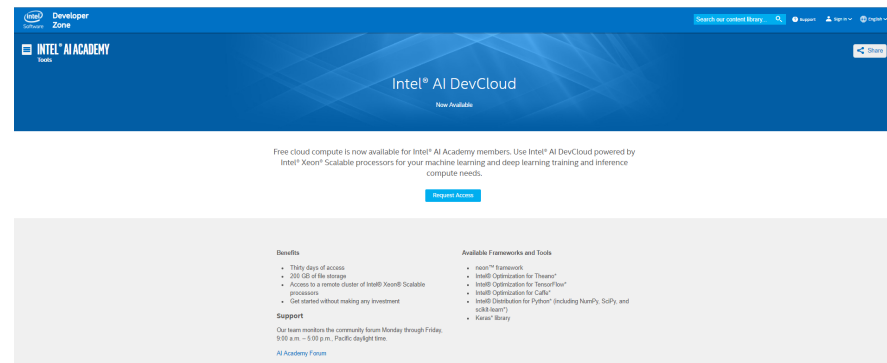 intel Developer
Software Zone
Search our content library...
Support
Sign In
English
INTEL® AI ACADEMY
Tools
Share
Intel® AI DevCloud
Now Available
Free cloud compute is now available for Intel® AI Academy members. Use Intel® AI DevCloud powered by
Intel® Xeon® Scalable processors for your machine learning and deep learning training and inference
compute needs.
Request Access
Benefits
• Thirty days of access
• 200 GB of file storage
• Access to a remote cluster of Intel® Xeon® Scalable
processors
• Get started without making any investment
Support
Our team monitors the community forum Monday through Friday,
9:00 a.m. – 5:00 p.m., Pacific daylight time.
AI Academy Forum
Available Frameworks and Tools
• neon™ framework
• Intel® Optimization for Theano*
• Intel® Optimization for TensorFlow*
• Intel® Optimization for Caffe*
• Intel® Distribution for Python* (including NumPy, SciPy, and
scikit-learn*)
• Keras* library